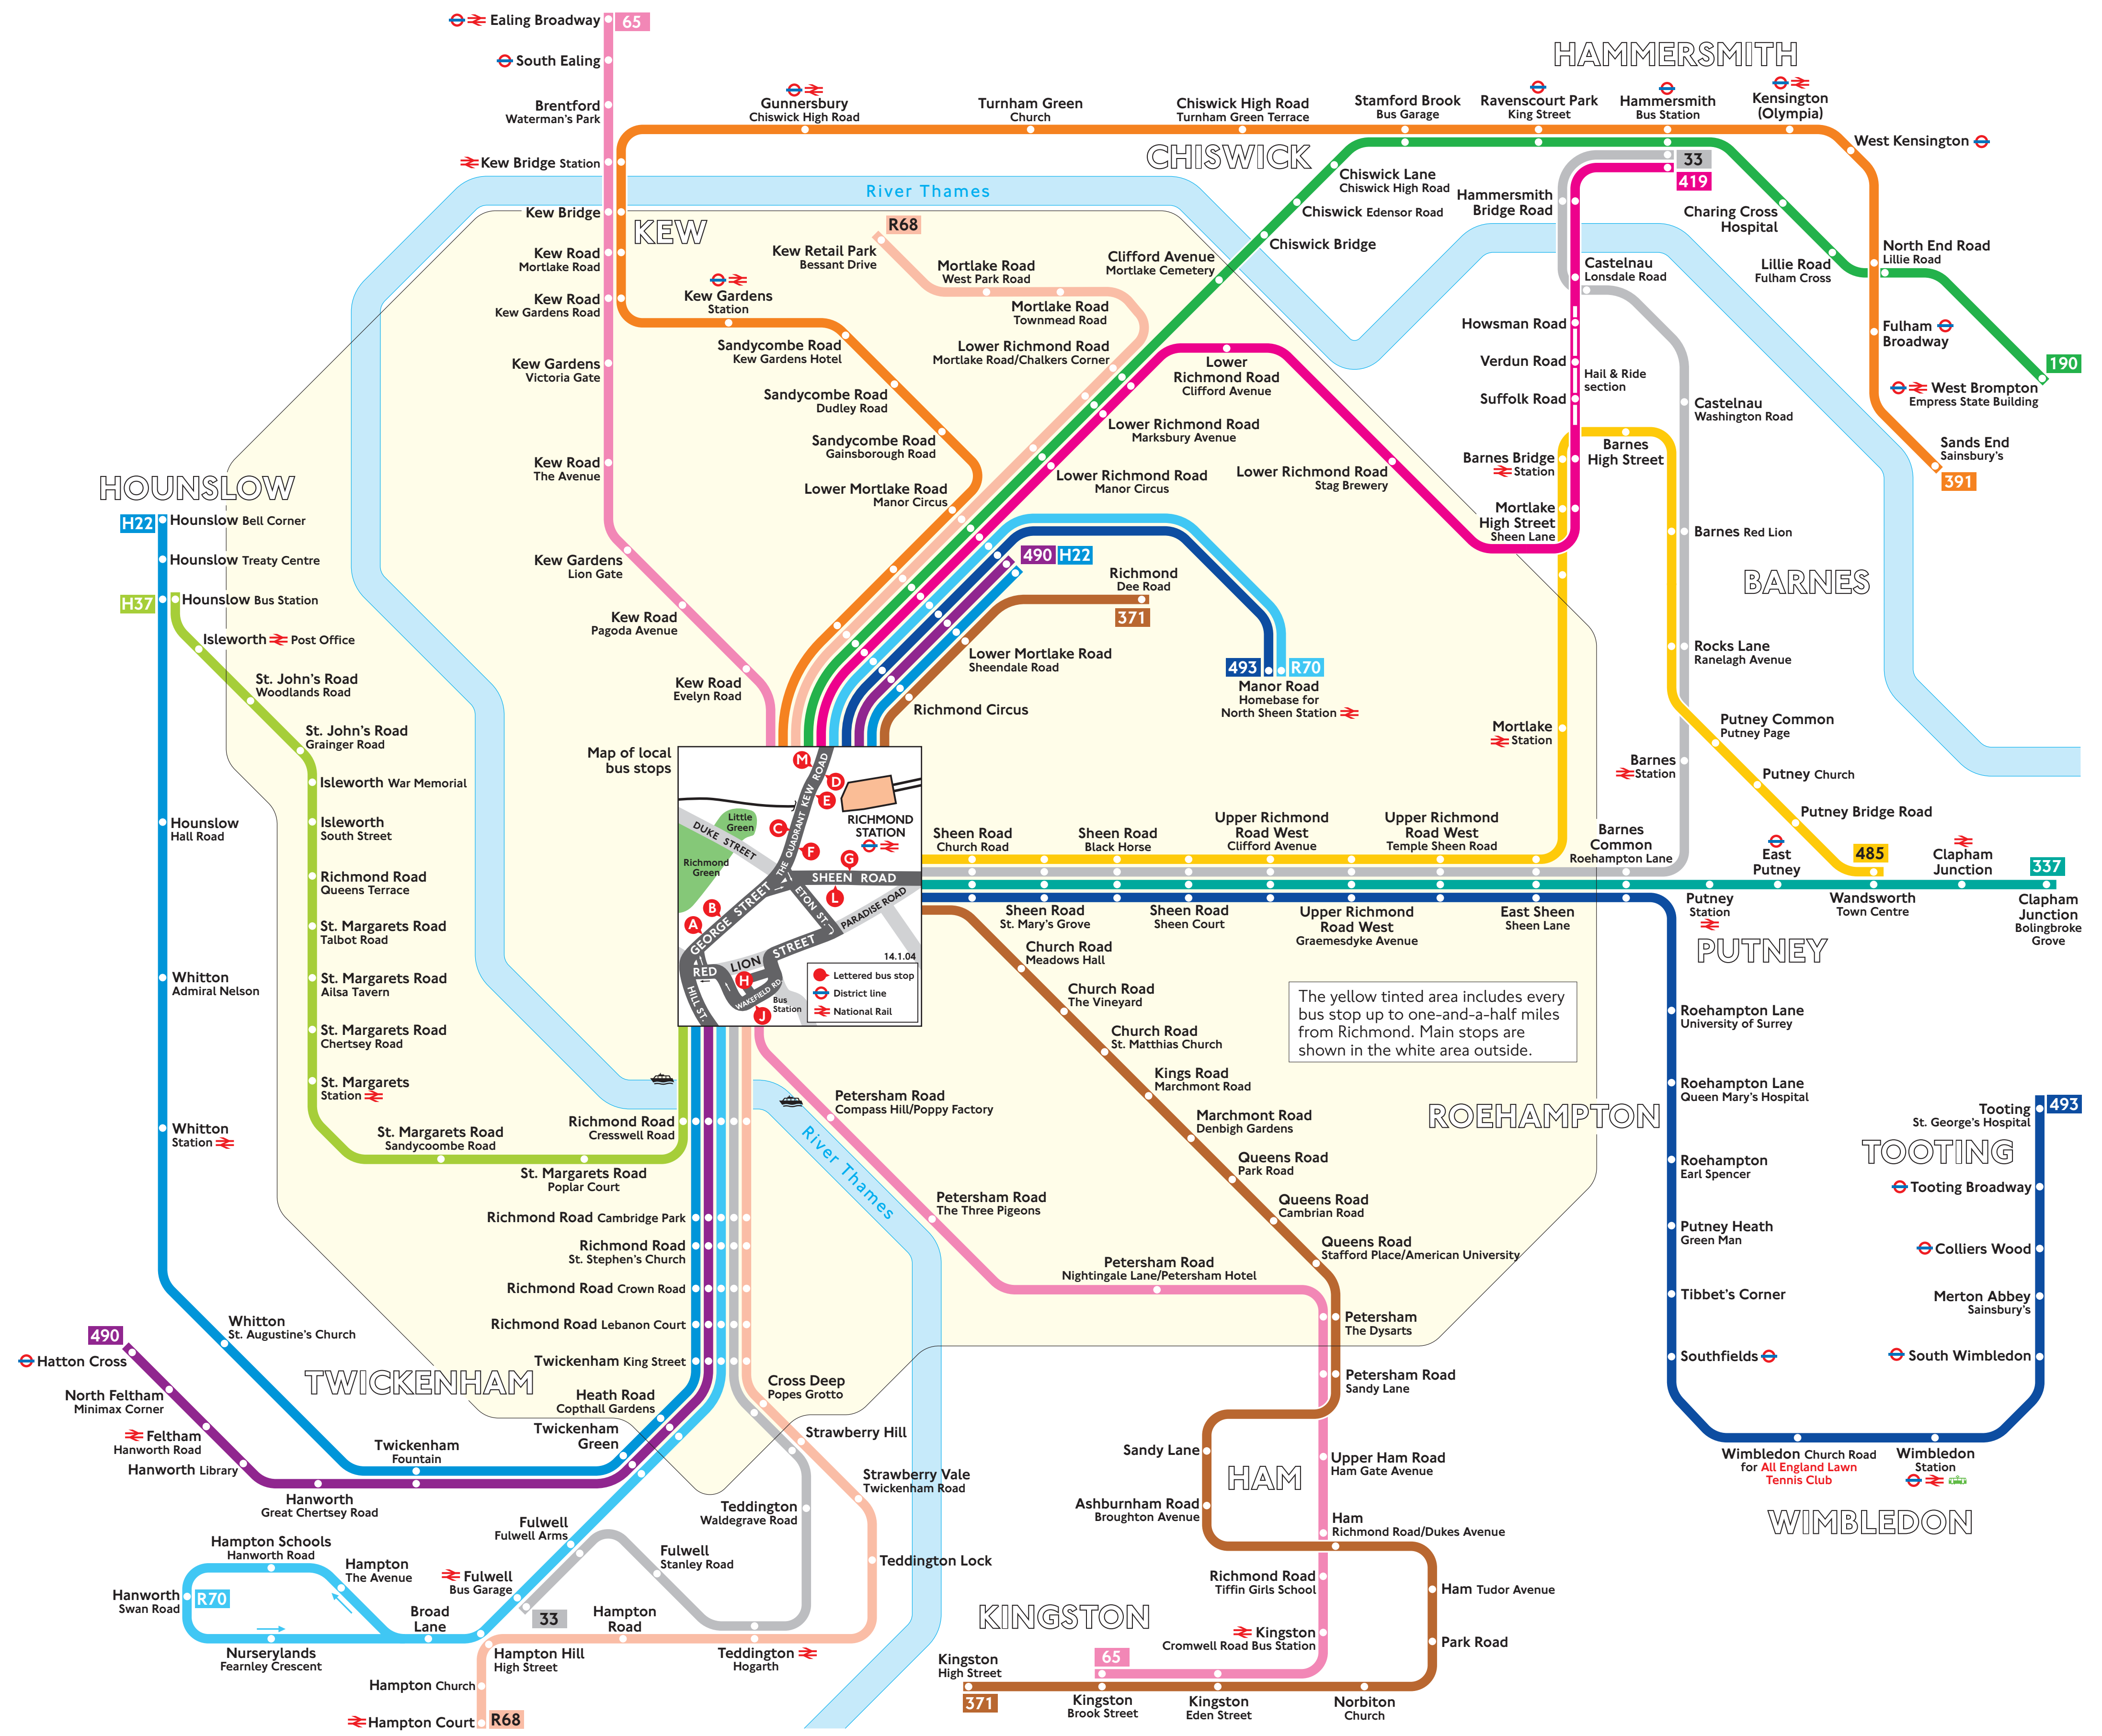 Ealing Broadway
65
South Ealing
Brentford
Waterman's Park
Kew Bridge Station
Kew Bridge
Kew Road
Mortlake Road
Kew Road
Kew Gardens Road
Kew Gardens
Victoria Gate
Kew Road
The Avenue
Kew Gardens
Lion Gate
Kew Road
Pagoda Avenue
Kew Road
Evelyn Road
HAMMERSMITH
Gunnersbury
Chiswick High Road
Turnham Green
Church
Chiswick High Road
Turnham Green Terrace
Stamford Brook
Bus Garage
Ravenscourt Park
King Street
Hammersmith
Bus Station
Kensington
(Olympia)
West Kensington
CHISWICK
River Thames
KEW
33
419
Chiswick Lane
Chiswick High Road
Chiswick Edensor Road
Chiswick Bridge
Clifford Avenue
Mortlake Cemetery
Hammersmith
Bridge Road
Charing Cross
Hospital
Lillie Road
Fulham Cross
North End Road
Lillie Road
Fulham
Broadway
190
West Brompton
Empress State Building
Sands End
Sainsbury's
391
R68
Kew Retail Park
Bessant Drive
Mortlake Road
West Park Road
Mortlake Road
Townmead Road
Lower Richmond Road
Mortlake Road/Chalkers Corner
Kew Gardens
Station
Sandycombe Road
Kew Gardens Hotel
Sandycombe Road
Dudley Road
Sandycombe Road
Gainsborough Road
Lower Mortlake Road
Manor Circus
Lower
Richmond Road
Clifford Avenue
Lower Richmond Road
Marksbury Avenue
Lower Richmond Road
Manor Circus
Lower Richmond Road
Stag Brewery
Castelnau
Lonsdale Road
Howsman Road
Verdun Road
Hail & Ride
section
Suffolk Road
Castelnau
Washington Road
Barnes
High Street
Barnes Bridge
Station
Mortlake
High Street
Sheen Lane
Barnes Red Lion
BARNES
Rocks Lane
Ranelagh Avenue
Mortlake
Station
Barnes
Station
Putney Common
Putney Page
Putney Church
Putney Bridge Road
490
H22
Richmond
Dee Road
371
Lower Mortlake Road
Sheendale Road
Richmond Circus
493
R70
Manor Road
Homebase for
North Sheen Station
HOUNSLOW
H22
Hounslow Bell Corner
Hounslow Treaty Centre
H37
Hounslow Bus Station
Isleworth Post Office
St. John's Road
Woodlands Road
St. John's Road
Grainger Road
Isleworth War Memorial
Isleworth
South Street
Richmond Road
Queens Terrace
St. Margarets Road
Talbot Road
St. Margarets Road
Ailsa Tavern
St. Margarets Road
Chertsey Road
St. Margarets
Station
St. Margarets Road
Sandycoombe Road
St. Margarets Road
Poplar Court
Hounslow
Hall Road
Whitton
Admiral Nelson
Whitton
Station
Whitton
St. Augustine's Church
Map of local
bus stops
M
D
E
C
F
G
L
B
A
H
J
THE QUADRANT
KEW ROAD
Little
Green
DUKE STREET
Richmond
Green
RICHMOND
STATION
SHEEN ROAD
GEORGE STREET
ETON ST.
PARADISE ROAD
RED
LION
STREET
HILL ST.
WAKEFIELD RD.
Bus
Station
14.1.04
Lettered bus stop
District line
National Rail
Sheen Road
Church Road
Sheen Road
Black Horse
Upper Richmond
Road West
Clifford Avenue
Upper Richmond
Road West
Temple Sheen Road
Barnes
Common
Roehampton Lane
Sheen Road
St. Mary's Grove
Sheen Road
Sheen Court
Upper Richmond
Road West
Graemesdyke Avenue
East Sheen
Sheen Lane
Putney
Station
East
Putney
485
Wandsworth
Town Centre
Clapham
Junction
337
Clapham
Junction
Bolingbroke
Grove
PUTNEY
Church Road
Meadows Hall
Church Road
The Vineyard
Church Road
St. Matthias Church
Kings Road
Marchmont Road
Marchmont Road
Denbigh Gardens
Queens Road
Park Road
Queens Road
Cambrian Road
Queens Road
Stafford Place/American University
The yellow tinted area includes every
bus stop up to one-and-a-half miles
from Richmond. Main stops are
shown in the white area outside.
ROEHAMPTON
Roehampton Lane
University of Surrey
Roehampton Lane
Queen Mary's Hospital
Roehampton
Earl Spencer
Putney Heath
Green Man
Tibbet's Corner
Southfields
Wimbledon Church Road
for All England Lawn
Tennis Club
Wimbledon
Station
WIMBLEDON
Tooting
St. George's Hospital
493
TOOTING
Tooting Broadway
Colliers Wood
Merton Abbey
Sainsbury's
South Wimbledon
Richmond Road
Cresswell Road
Richmond Road Cambridge Park
Richmond Road
St. Stephen's Church
Richmond Road Crown Road
Richmond Road Lebanon Court
Twickenham King Street
Petersham Road
Compass Hill/Poppy Factory
River Thames
Petersham Road
The Three Pigeons
Petersham Road
Nightingale Lane/Petersham Hotel
Petersham
The Dysarts
Petersham Road
Sandy Lane
Sandy Lane
HAM
Upper Ham Road
Ham Gate Avenue
Ashburnham Road
Broughton Avenue
Ham
Richmond Road/Dukes Avenue
Richmond Road
Tiffin Girls School
Ham Tudor Avenue
Park Road
KINGSTON
Kingston
Cromwell Road Bus Station
65
Kingston
High Street
371
Kingston
Brook Street
Kingston
Eden Street
Norbiton
Church
TWICKENHAM
490
Hatton Cross
North Feltham
Minimax Corner
Feltham
Hanworth Road
Hanworth Library
Hanworth
Great Chertsey Road
Twickenham
Fountain
Heath Road
Copthall Gardens
Twickenham
Green
Cross Deep
Popes Grotto
Strawberry Hill
Strawberry Vale
Twickenham Road
Teddington
Waldegrave Road
Teddington Lock
Fulwell
Fulwell Arms
Fulwell
Stanley Road
Fulwell
Bus Garage
33
Hampton
Road
Teddington
Hogarth
Hampton Schools
Hanworth Road
Hampton
The Avenue
Hanworth
Swan Road
R70
Broad
Lane
Nurserylands
Fearnley Crescent
Hampton Hill
High Street
Hampton Church
Hampton Court
R68